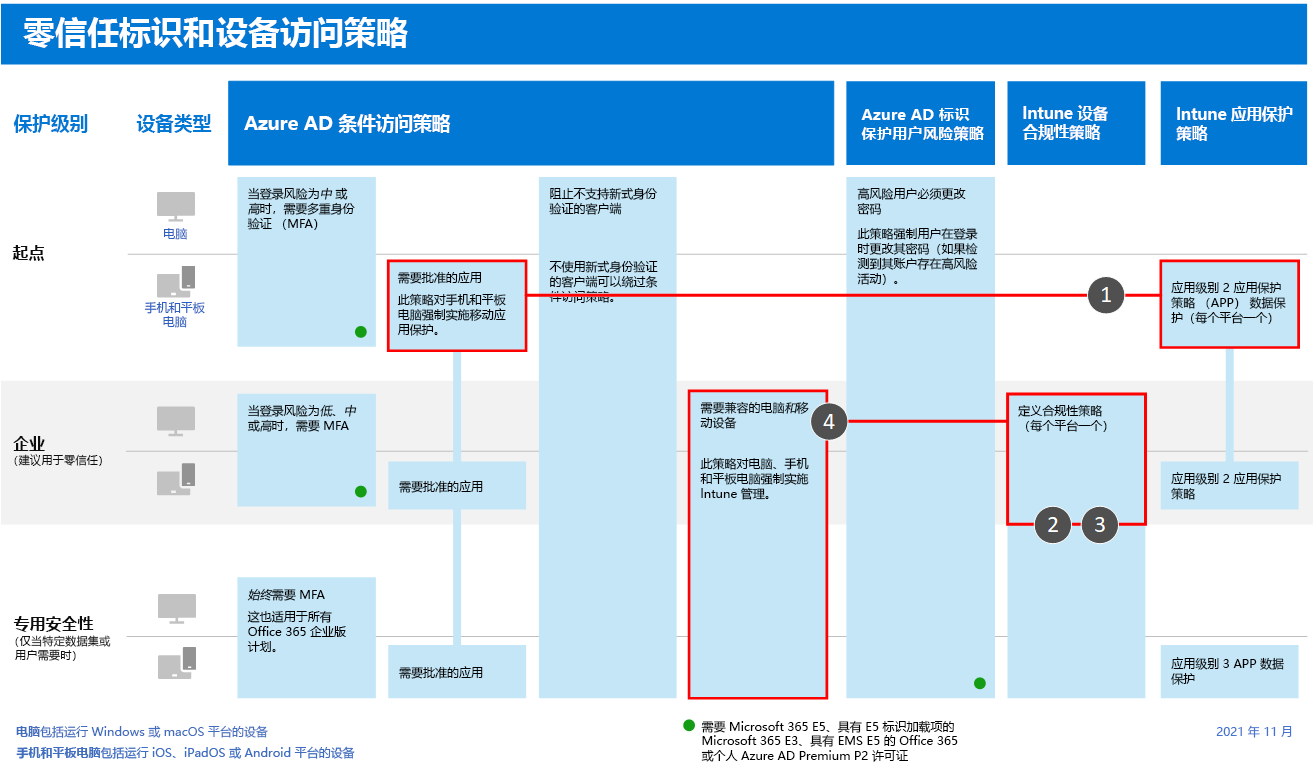 零信任标识和设备访问策略
保护级别
设备类型
Azure AD 条件访问策略
Azure AD 标识
保护用户风险策略
Intune 设备
合规性策略
Intune 应用保护
策略
起点
电脑
手机和平板
电脑
当登录风险为中 或
高时，需要多重身份
验证 （MFA）
需要批准的应用
此策略对手机和平板
电脑强制实施移动应
用保护。
阻止不支持新式身份
验证的客户端
不使用新式身份验证
的客户端可以绕过条
件访问策略。
高风险用户必须更改
密码
此策略强制用户在登录
时更改其密码（如果检
测到其账户存在高风险
活动）。
1
应用级别 2 应用保护
策略 （APP） 数据保
护（每个平台一个）
企业
(建议用于零信任)
当登录风险为低、中
或高时，需要 MFA
需要批准的应用
需要兼容的电脑和移
动设备
此策略对电脑、手机
和平板电脑强制实施
Intune 管理。
4
定义合规性策略
（每个平台一个）
2
3
应用级别 2 应用保护
策略
专用安全性
(仅当特定数据集或
用户需要时)
始终需要 MFA
这也适用于所有
Office 365 企业版
计划。
需要批准的应用
应用级别 3 APP 数据
保护
电脑包括运行 Windows 或 macOS 平台的设备
手机和平板电脑包括运行 iOS、iPadOS 或 Android 平台的设备
需要 Microsoft 365 E5、具有 E5 标识加载项的
Microsoft 365 E3、具有 EMS E5 的 Office 365
或个人 Azure AD Premium P2 许可证
2021 年 11 月